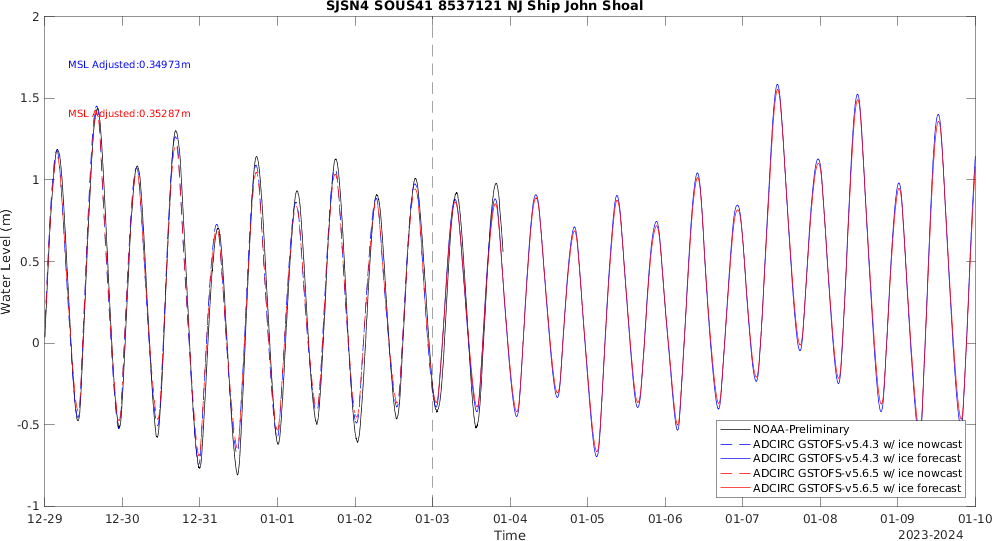 SJSN4 SOUS41 8537121 NJ Ship John Shoal
2
MSL Adjusted:0.34973m
1.5
MSL Adjusted:0.35287m
1
0.5
0
-0.5
-1
Water Level (m)
NOAA-Preliminary
ADCIRC GSTOFS-v5.4.3 w/ ice nowcast
ADCIRC GSTOFS-v5.4.3 w/ ice forecast
ADCIRC GSTOFS-v5.6.5 w/ ice nowcast
ADCIRC GSTOFS-v5.6.5 w/ ice forecast
12-29 12-30 12-31 01-01 01-02 01-03 01-04 01-05 01-06 01-07 01-08 01-09 01-10
Time
2023-2024